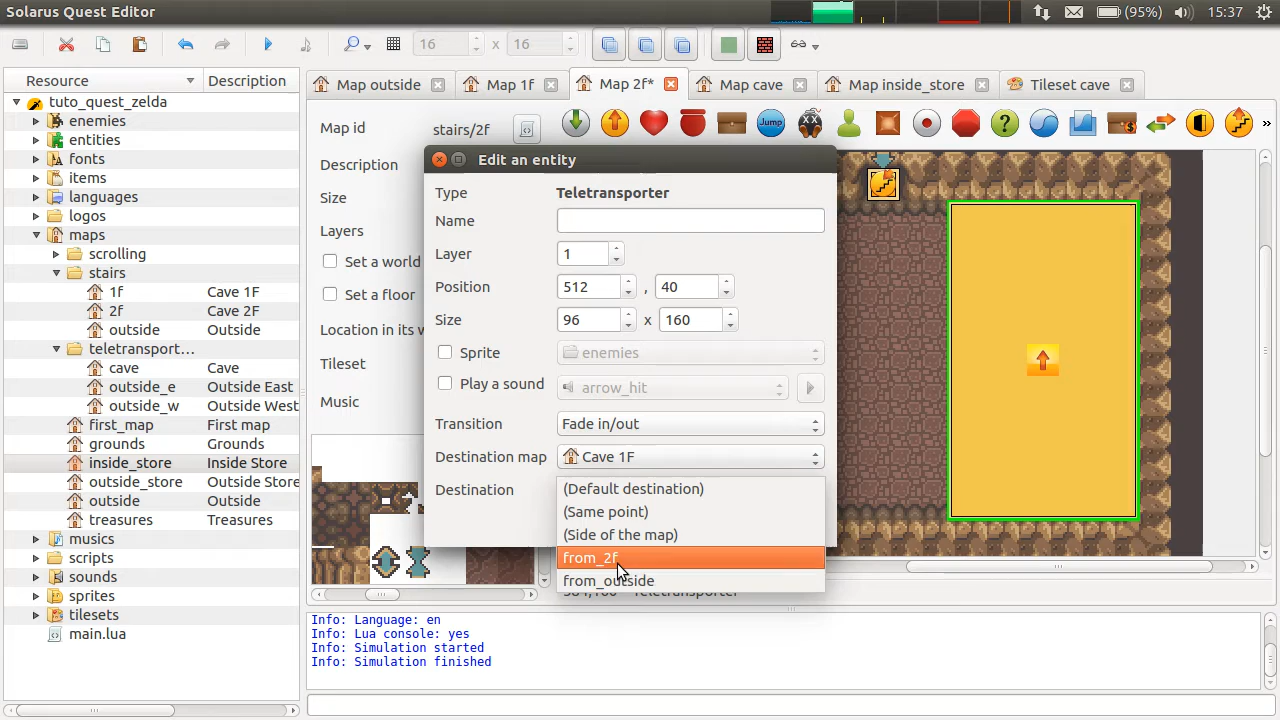 Solarus Quest Editor
(95%)
15:37
16 x 16
Resource Description
tuto_quest_zelda
enemies
entities
fonts
items
languages
logos
maps
scrolling
stairs
1f Cave 1F
2f Cave 2F
outside Outside
teletransport…
cave Cave
outside_e Outside East
outside_w Outside West
first_map First map
grounds Grounds
inside_store Inside Store
outside_store Outside Store
outside Outside
treasures Treasures
musics
scripts
sounds
sprites
tilesets
main.lua
Map outside
Map 1f
Map 2f*
Map cave
Map inside_store
Tileset cave
Jump
»
Map id stairs/2f
Description
Size
Layers
Set a world
Set a floor
Location in its w
Tileset
Music
Edit an entity
Type Teletransporter
Name
Layer 1
Position 512 , 40
Size 96 x 160
Sprite enemies
Play a sound arrow_hit
Transition Fade in/out
Destination map Cave 1F
Destination
(Default destination)
(Same point)
(Side of the map)
from_2f
from_outside
Info: Language: en
Info: Lua console: yes
Info: Simulation started
Info: Simulation finished